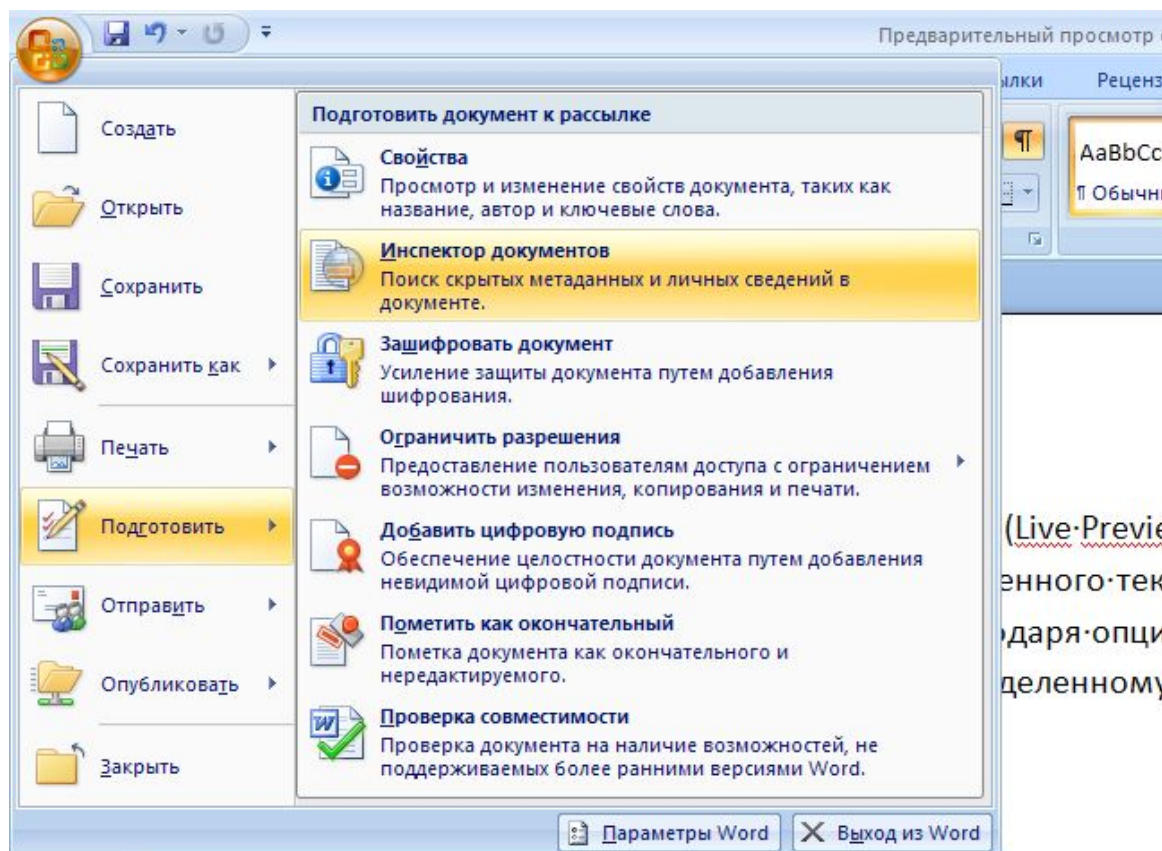 Предварительный просмотр
Реценз
Создать
Открыть
Сохранить
Сохранить как
Печать
Подготовить
Отправить
Опубликовать
Закрыть
Подготовить документ к рассылке
Свойства
Просмотр и изменение свойств документа, таких как
название, автор и ключевые слова.
Инспектор документов
Поиск скрытых метаданных и личных сведений в
документе.
Зашифровать документ
Усиление защиты документа путем добавления
шифрования.
Ограничить разрешения
Предоставление пользователям доступа с ограничением
возможности изменения, копирования и печати.
Добавить цифровую подпись
Обеспечение целостности документа путем добавления
невидимой цифровой подписи.
Пометить как окончательный
Пометка документа как окончательного и
нередактируемого.
Проверка совместимости
Проверка документа на наличие возможностей, не
поддерживаемых более ранними версиями Word.
Параметры Word
Выход из Word
ылки
¶
AaBbCc
¶ Обычн
(Live·Previe
енного·тек
одаря·опци
деленному